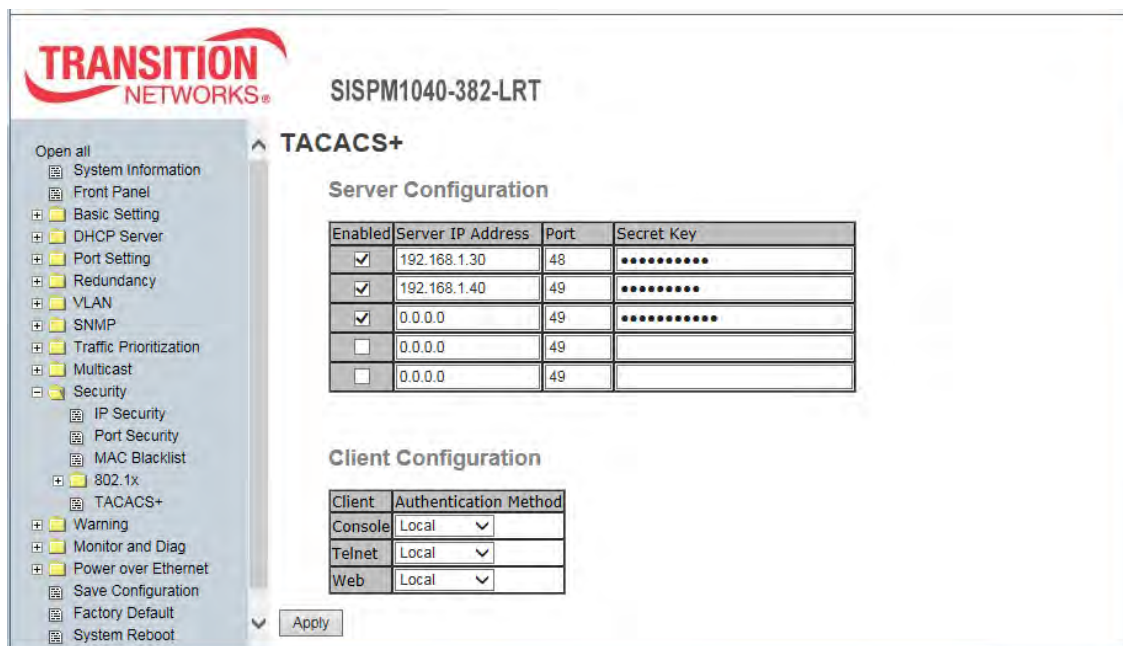 TRANSITION
NETWORKS®
SISPM1040-382-LRT
Open all
System Information
Front Panel
Basic Setting
DHCP Server
Port Setting
Redundancy
VLAN
SNMP
Traffic Prioritization
Multicast
Security
IP Security
Port Security
MAC Blacklist
802.1x
TACACS+
Warning
Monitor and Diag
Power over Ethernet
Save Configuration
Factory Default
System Reboot
TACACS+
Server Configuration
Enabled Server IP Address Port Secret Key
192.168.1.30 48 ••••••••••
192.168.1.40 49 •••••••••
0.0.0.0 49 •••••••••••
0.0.0.0 49
0.0.0.0 49
Client Configuration
Client Authentication Method
Console Local
Telnet Local
Web Local
Apply